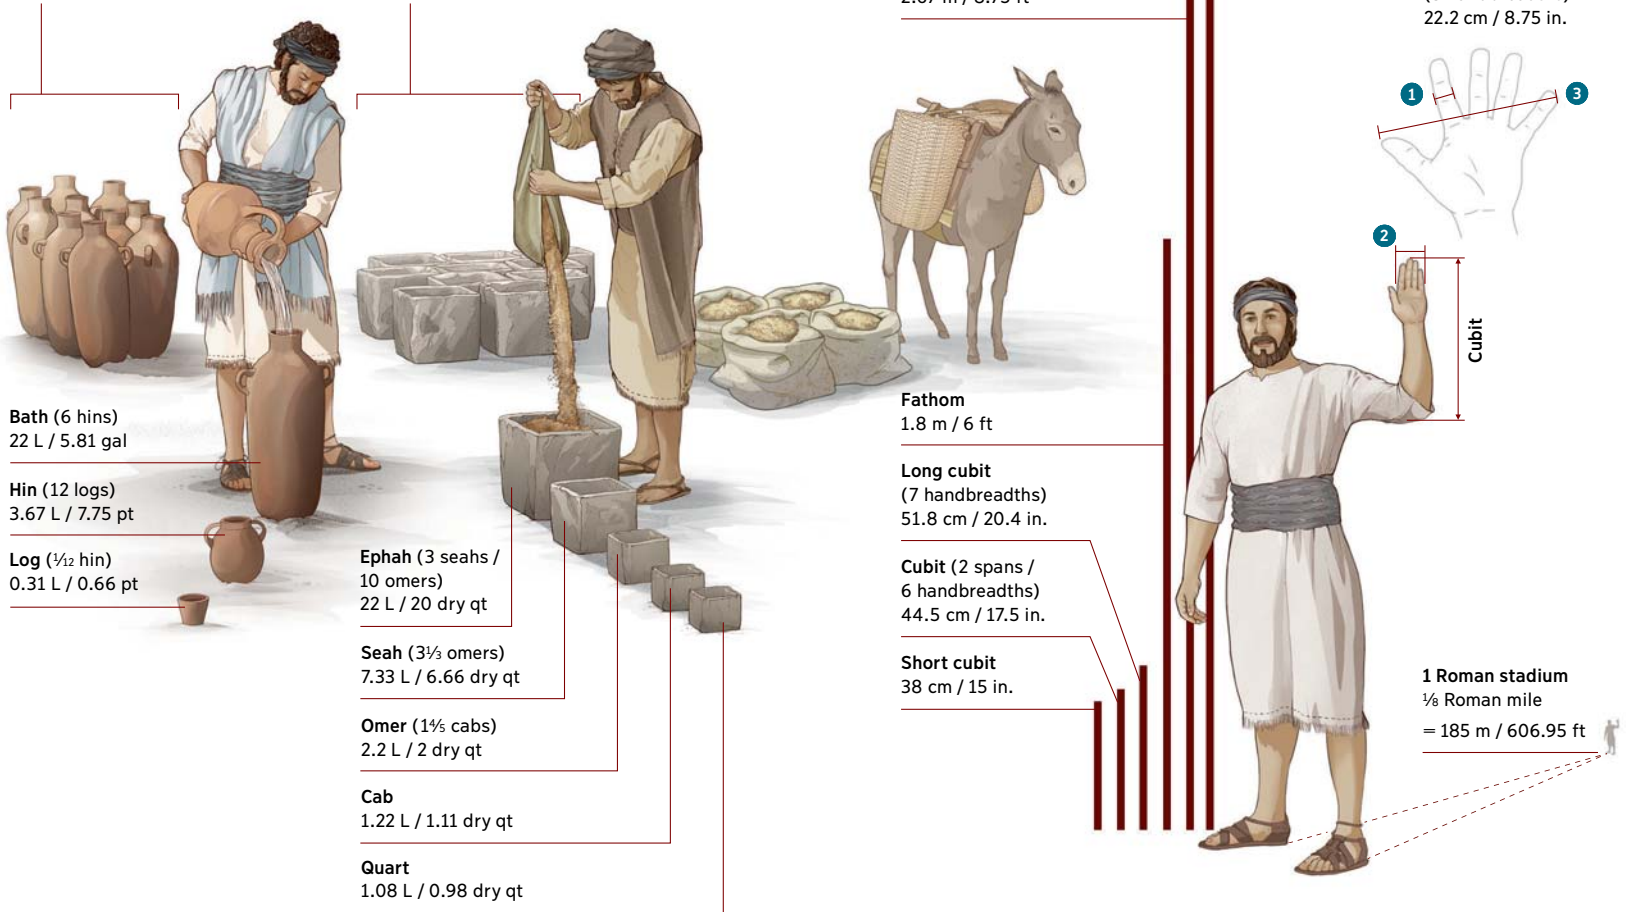 22.2 cm / 8.75 in.
1
3
2
Cubit
Bath (6 hins)
22 L / 5.81 gal
Hin (12 logs)
3.67 L / 7.75 pt
Log (1⁄12 hin)
0.31 L / 0.66 pt
Ephah (3 seahs /
10 omers)
22 L / 20 dry qt
Seah (3 1⁄3 omers)
7.33 L / 6.66 dry qt
Omer (1 4⁄5 cabs)
2.2 L / 2 dry qt
Cab
1.22 L / 1.11 dry qt
Quart
1.08 L / 0.98 dry qt
Fathom
1.8 m / 6 ft
Long cubit
(7 handbreadths)
51.8 cm / 20.4 in.
Cubit (2 spans /
6 handbreadths)
44.5 cm / 17.5 in.
Short cubit
38 cm / 15 in.
1 Roman stadium
1⁄8 Roman mile
= 185 m / 606.95 ft